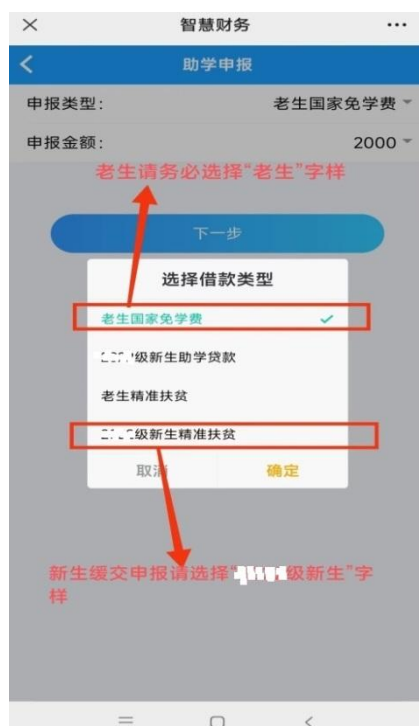 智慧财务
助学申报
申报类型： 老生国家免学费
申报金额： 2000
老生请务必选择“老生”字样
下一步
选择借款类型
老生国家免学费
级新生助学贷款
老生精准扶贫
级新生精准扶贫
取消 确定
新生缓交申报请选择“级新生”字
样